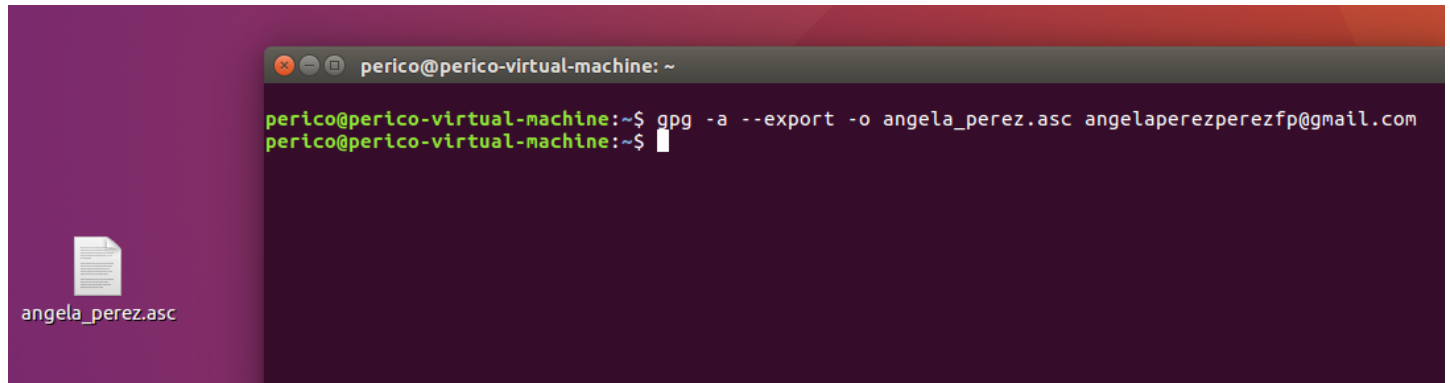 perico@perico-virtual-machine: ~
perico@perico-virtual-machine:~$ gpg -a --export -o angela_perez.asc angelaperezperezfp@gmail.com
perico@perico-virtual-machine:~$
angela_perez.asc